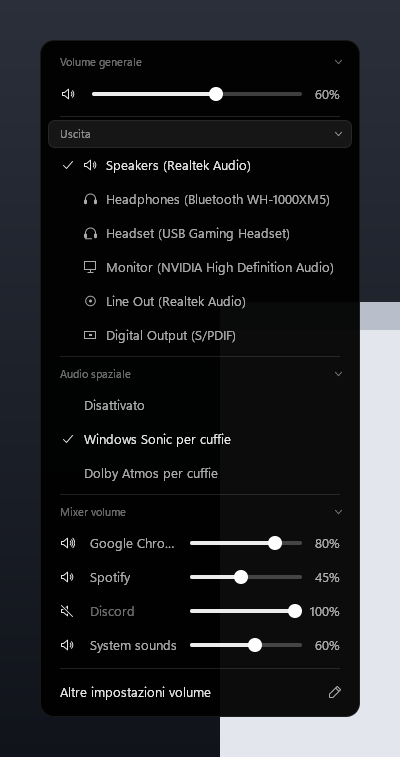 Volume generale
60%
Uscita
Speakers (Realtek Audio)
Headphones (Bluetooth WH-1000XM5)
Headset (USB Gaming Headset)
Monitor (NVIDIA High Definition Audio)
Line Out (Realtek Audio)
Digital Output (S/PDIF)
Audio spaziale
Disattivato
Windows Sonic per cuffie
Dolby Atmos per cuffie
Mixer volume
Google Chro... 80%
Spotify 45%
Discord 100%
System sounds 60%
Altre impostazioni volume